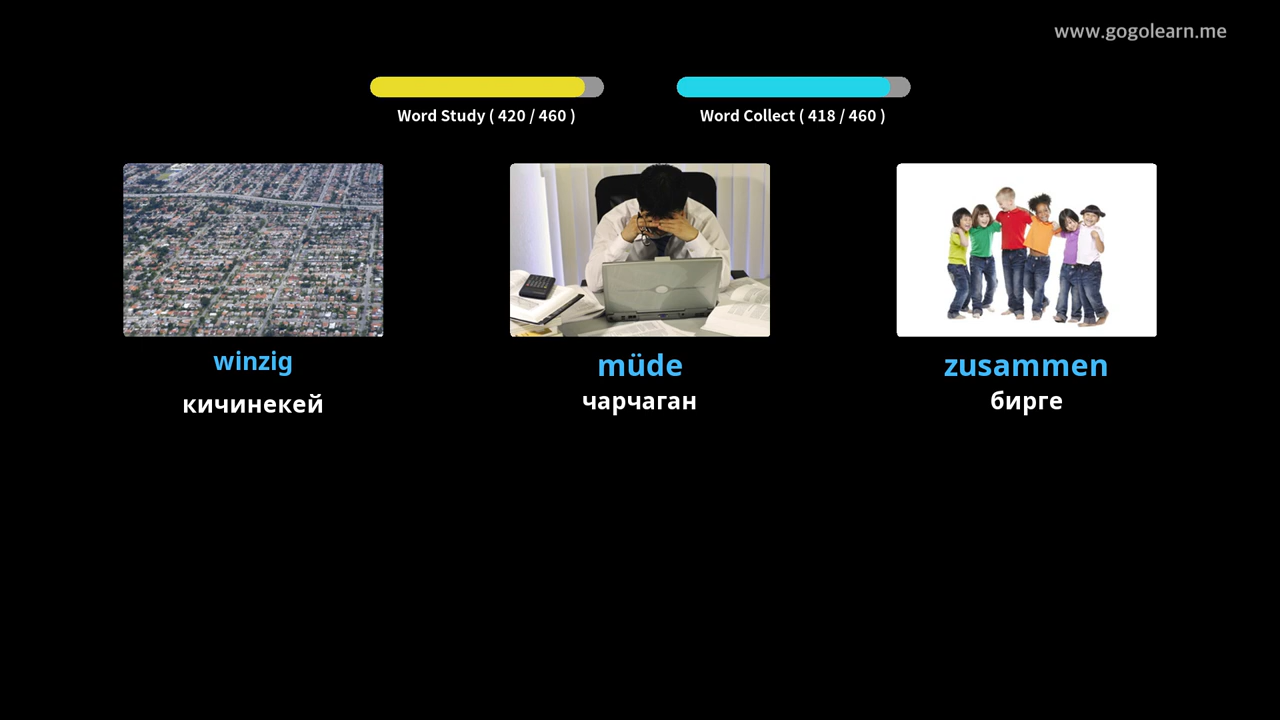 www.gogolearn.me
Word Study ( 420 / 460 )
Word Collect ( 418 / 460 )
winzig
müde
zusammen
кичинекей
чарчаган
бирге